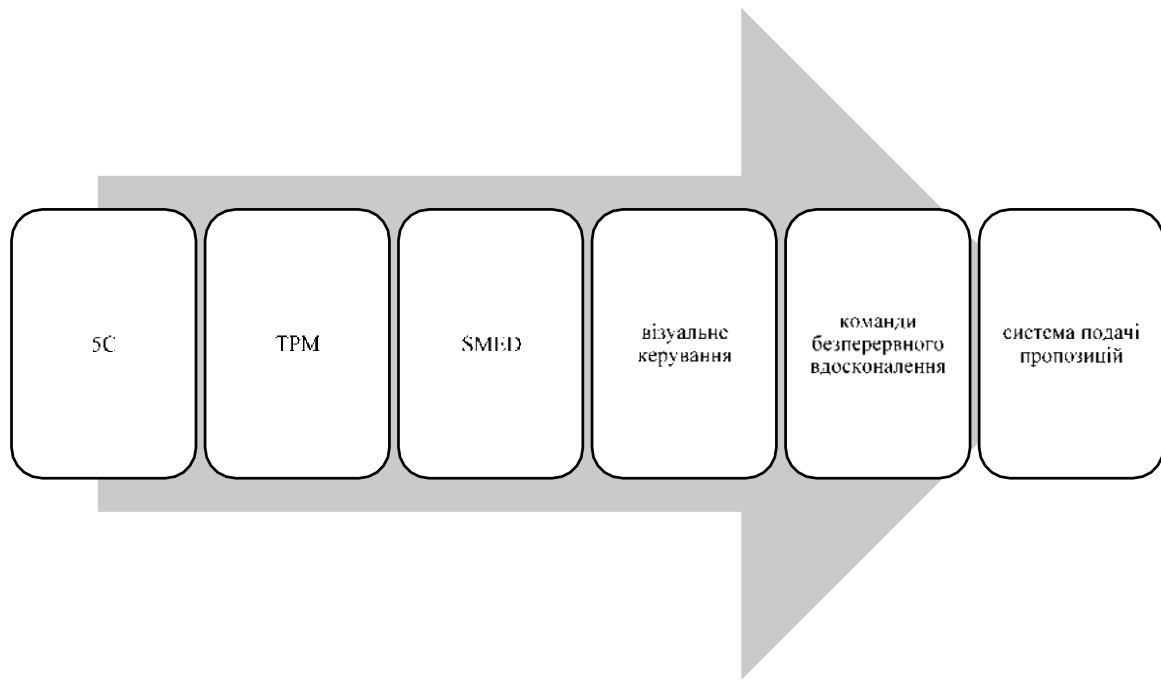 5С
TPM
SMED
візуальне
керування
команди
безперервного
вдосконалення
система подачі
пропозицій